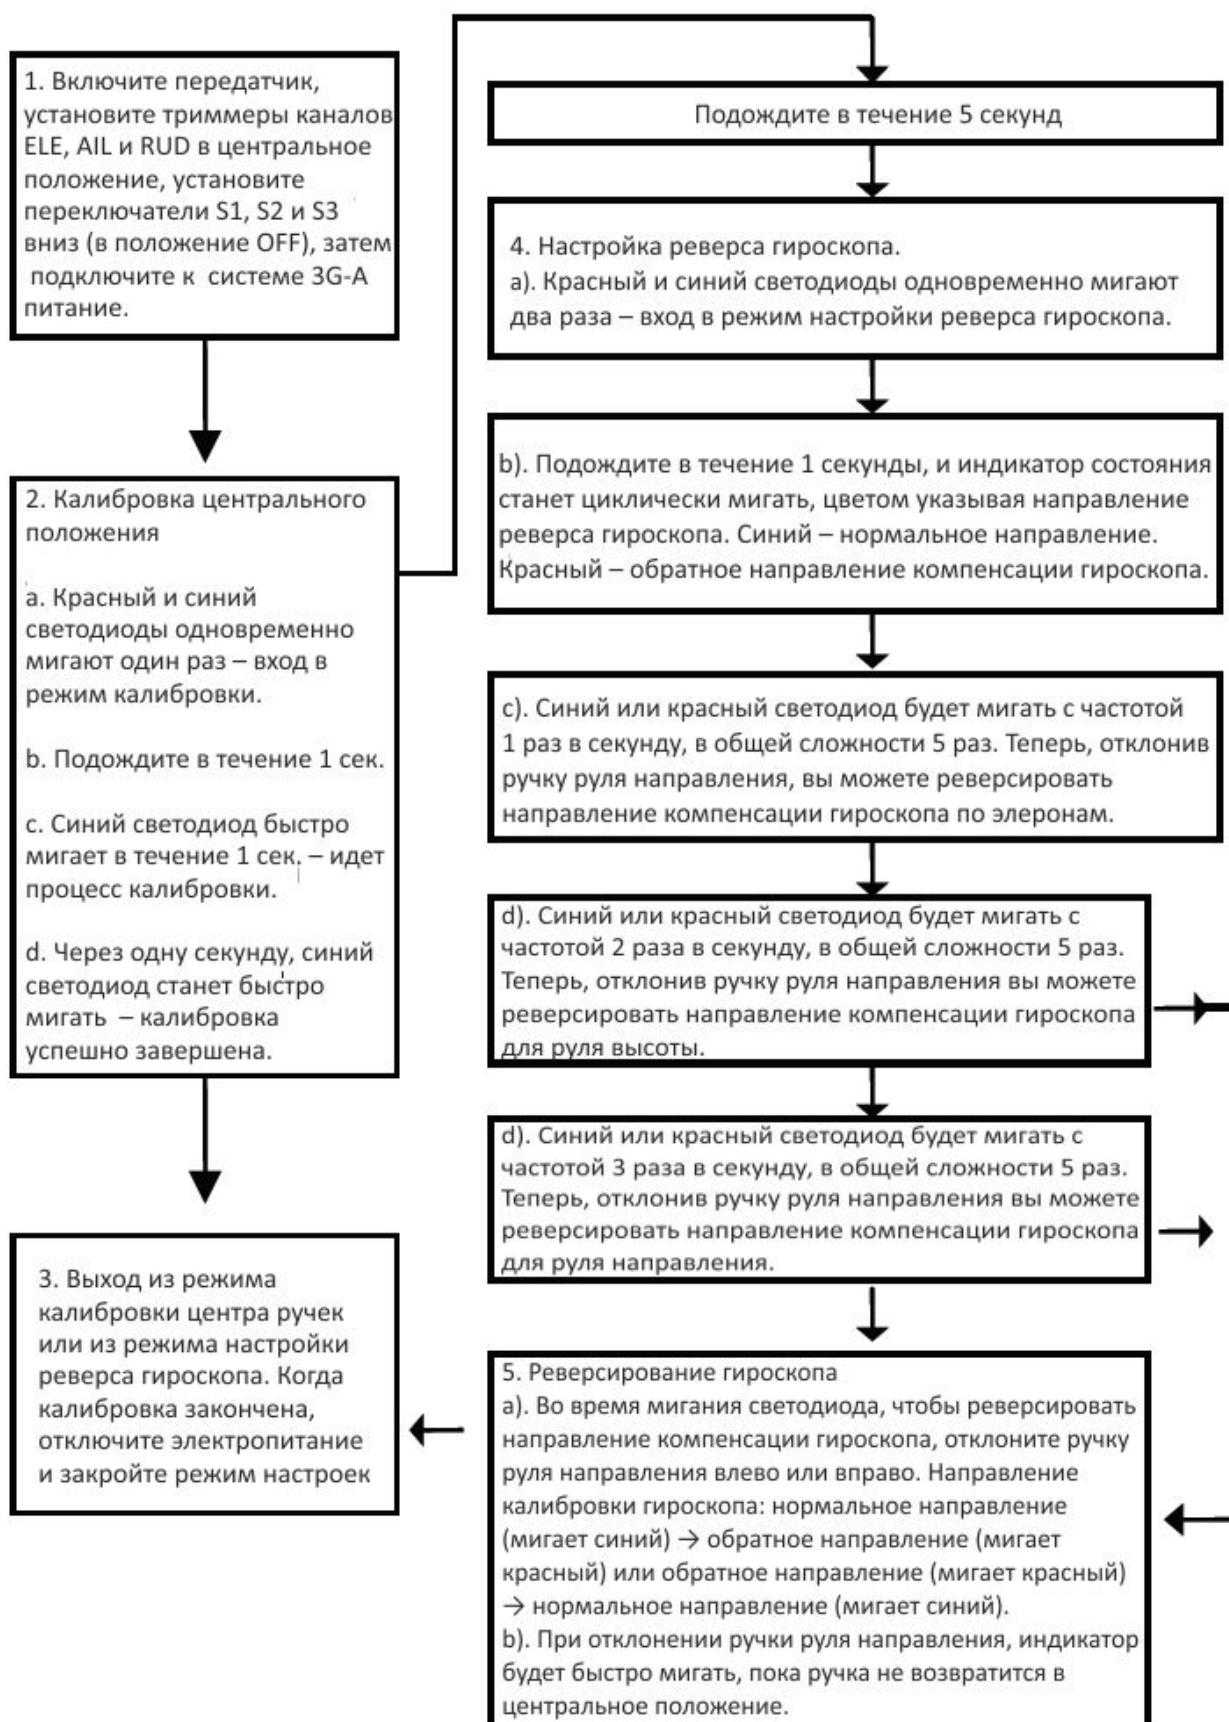 1. Включите передатчик,
установите триммеры каналов
ELE, AIL и RUD в центральное
положение, установите
переключатели S1, S2 и S3
вниз (в положение OFF), затем
подключите к системе 3G-A
питание.
2. Калибровка центрального
положения
a. Красный и синий
светодиоды одновременно
мигают один раз – вход в
режим калибровки.
b. Подождите в течение 1 сек.
c. Синий светодиод быстро
мигает в течение 1 сек. – идет
процесс калибровки.
d. Через одну секунду, синий
светодиод станет быстро
мигать – калибровка
успешно завершена.
3. Выход из режима
калибровки центра ручек
или из режима настройки
реверса гироскопа. Когда
калибровка закончена,
отключите электропитание
и закройте режим настроек
Подождите в течение 5 секунд
4. Настройка реверса гироскопа.
a). Красный и синий светодиоды одновременно мигают
два раза – вход в режим настройки реверса гироскопа.
b). Подождите в течение 1 секунды, и индикатор состояния
станет циклически мигать, цветом указывая направление
реверса гироскопа. Синий – нормальное направление.
Красный – обратное направление компенсации гироскопа.
c). Синий или красный светодиод будет мигать с частотой
1 раз в секунду, в общей сложности 5 раз. Теперь, отклонив
ручку руля направления, вы можете реверсировать
направление компенсации гироскопа по элеронам.
d). Синий или красный светодиод будет мигать с
частотой 2 раза в секунду, в общей сложности 5 раз.
Теперь, отклонив ручку руля направления вы можете
реверсировать направление компенсации гироскопа
для руля высоты.
d). Синий или красный светодиод будет мигать с
частотой 3 раза в секунду, в общей сложности 5 раз.
Теперь, отклонив ручку руля направления вы можете
реверсировать направление компенсации гироскопа
для руля направления.
5. Реверсирование гироскопа
a). Во время мигания светодиода, чтобы реверсировать
направление компенсации гироскопа, отклоните ручку
руля направления влево или вправо. Направление
калибровки гироскопа: нормальное направление
(мигает синий) → обратное направление (мигает
красный) или обратное направление (мигает красный)
→ нормальное направление (мигает синий).
b). При отклонении ручки руля направления, индикатор
будет быстро мигать, пока ручка не возвратится в
центральное положение.